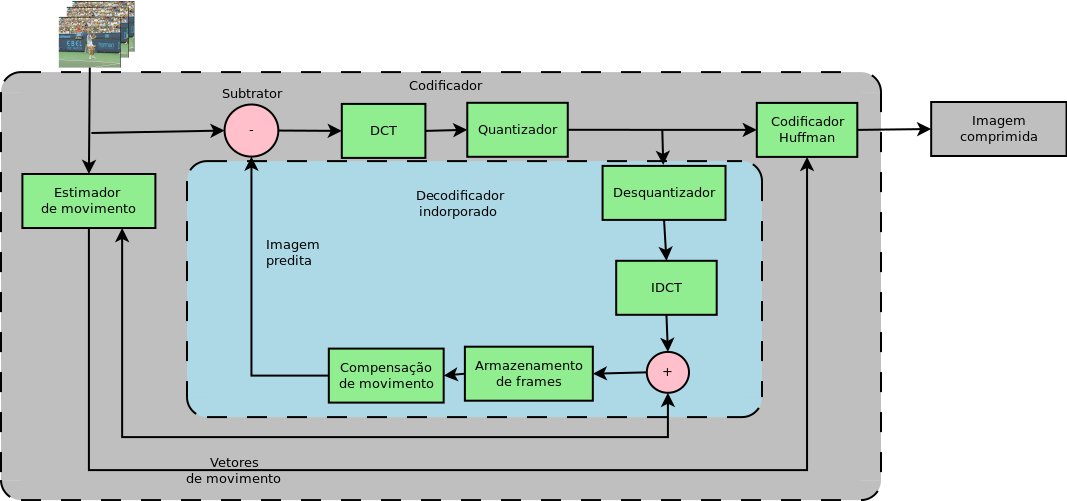 Codificador
Subtrator
-
DCT
Quantizador
Codificador
Huffman
Imagem
comprimida
Estimador
de movimento
Decodificador
indorporado
Desquantizador
Imagem
predita
IDCT
Compensação
de movimento
Armazenamento
de frames
+
Vetores
de movimento